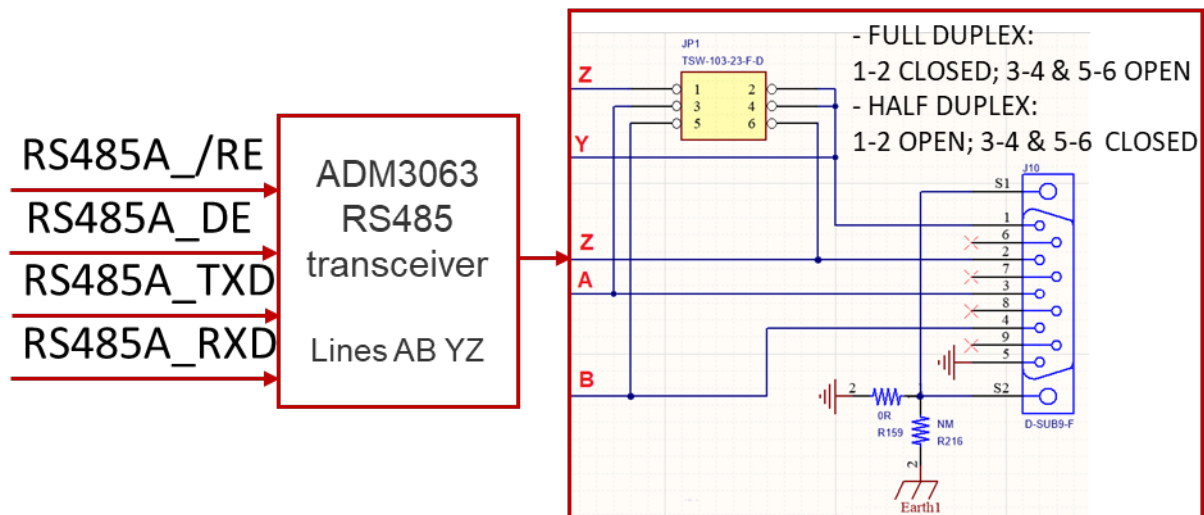 RS485A_/RE
RS485A_DE
RS485A_TXD
RS485A_RXD
ADM3063
RS485
transceiver
Lines AB YZ
JP1
TSW-103-23-F-D
Z
1 2
3 4
5 6
Y
Z
A
B
- FULL DUPLEX:
1-2 CLOSED; 3-4 & 5-6 OPEN
- HALF DUPLEX:
1-2 OPEN; 3-4 & 5-6 CLOSED
J10
S1
1
6
2
7
3
8
4
9
5
S2
D-SUB9-F
2
0R
R159
NM
R216
2
Earth1